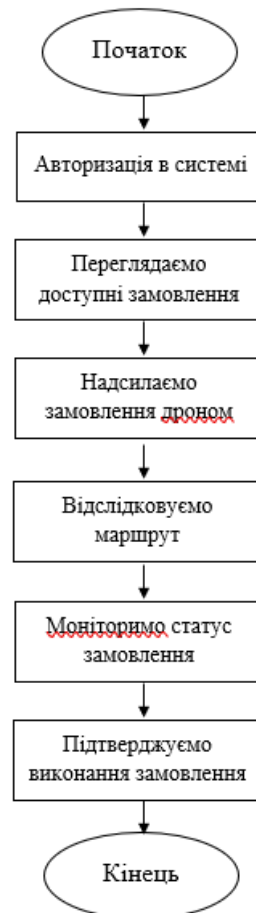 Початок
Авторизація в системі
Переглядаємо
доступні замовлення
Надсилаємо
замовлення дроном
Відслідковуємо
маршрут
Моніторимо статус
замовлення
Підтверджуємо
виконання замовлення
Кінець